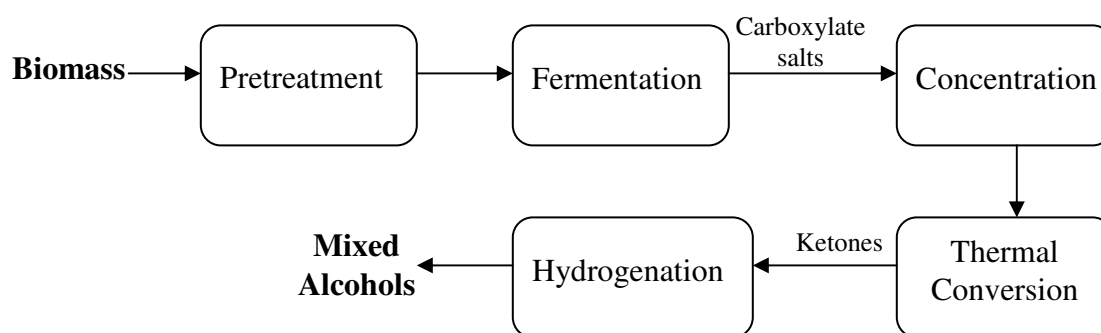 Biomass
Pretreatment
Fermentation
Carboxylate
salts
Concentration
Thermal
Conversion
Ketones
Hydrogenation
Mixed
Alcohols